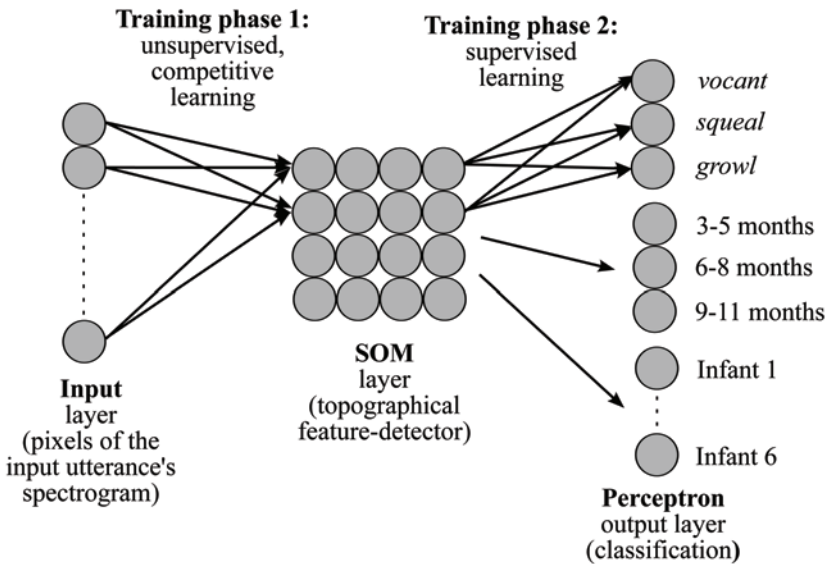 Training phase 1:
unsupervised,
competitive
learning
Training phase 2:
supervised
learning
vocant
squeal
growl
3-5 months
6-8 months
9-11 months
Infant 1
Infant 6
Input
layer
(pixels of the
input utterance's
spectrogram)
SOM
layer
(topographical
feature-detector)
Perceptron
output layer
(classification)